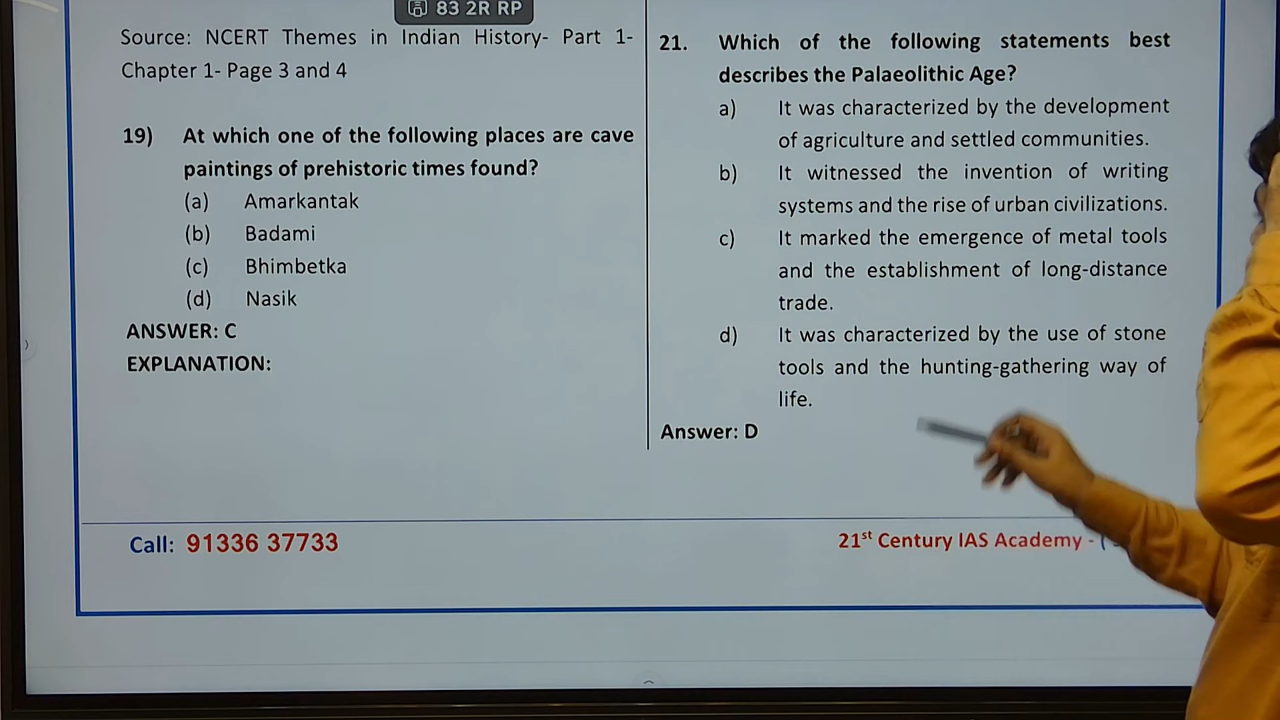 83 2R RP
Source: NCERT Themes in Indian History- Part 1-
Chapter 1- Page 3 and 4
19) At which one of the following places are cave
paintings of prehistoric times found?
(a) Amarkantak
(b) Badami
(c) Bhimbetka
(d) Nasik
ANSWER: C
EXPLANATION:
21. Which of the following statements best
describes the Palaeolithic Age?
a) It was characterized by the development
of agriculture and settled communities.
b) It witnessed the invention of writing
systems and the rise of urban civilizations.
c) It marked the emergence of metal tools
and the establishment of long-distance
trade.
d) It was characterized by the use of stone
tools and the hunting-gathering way of
life.
Answer: D
Call: 91336 37733
21st Century IAS Academy - (